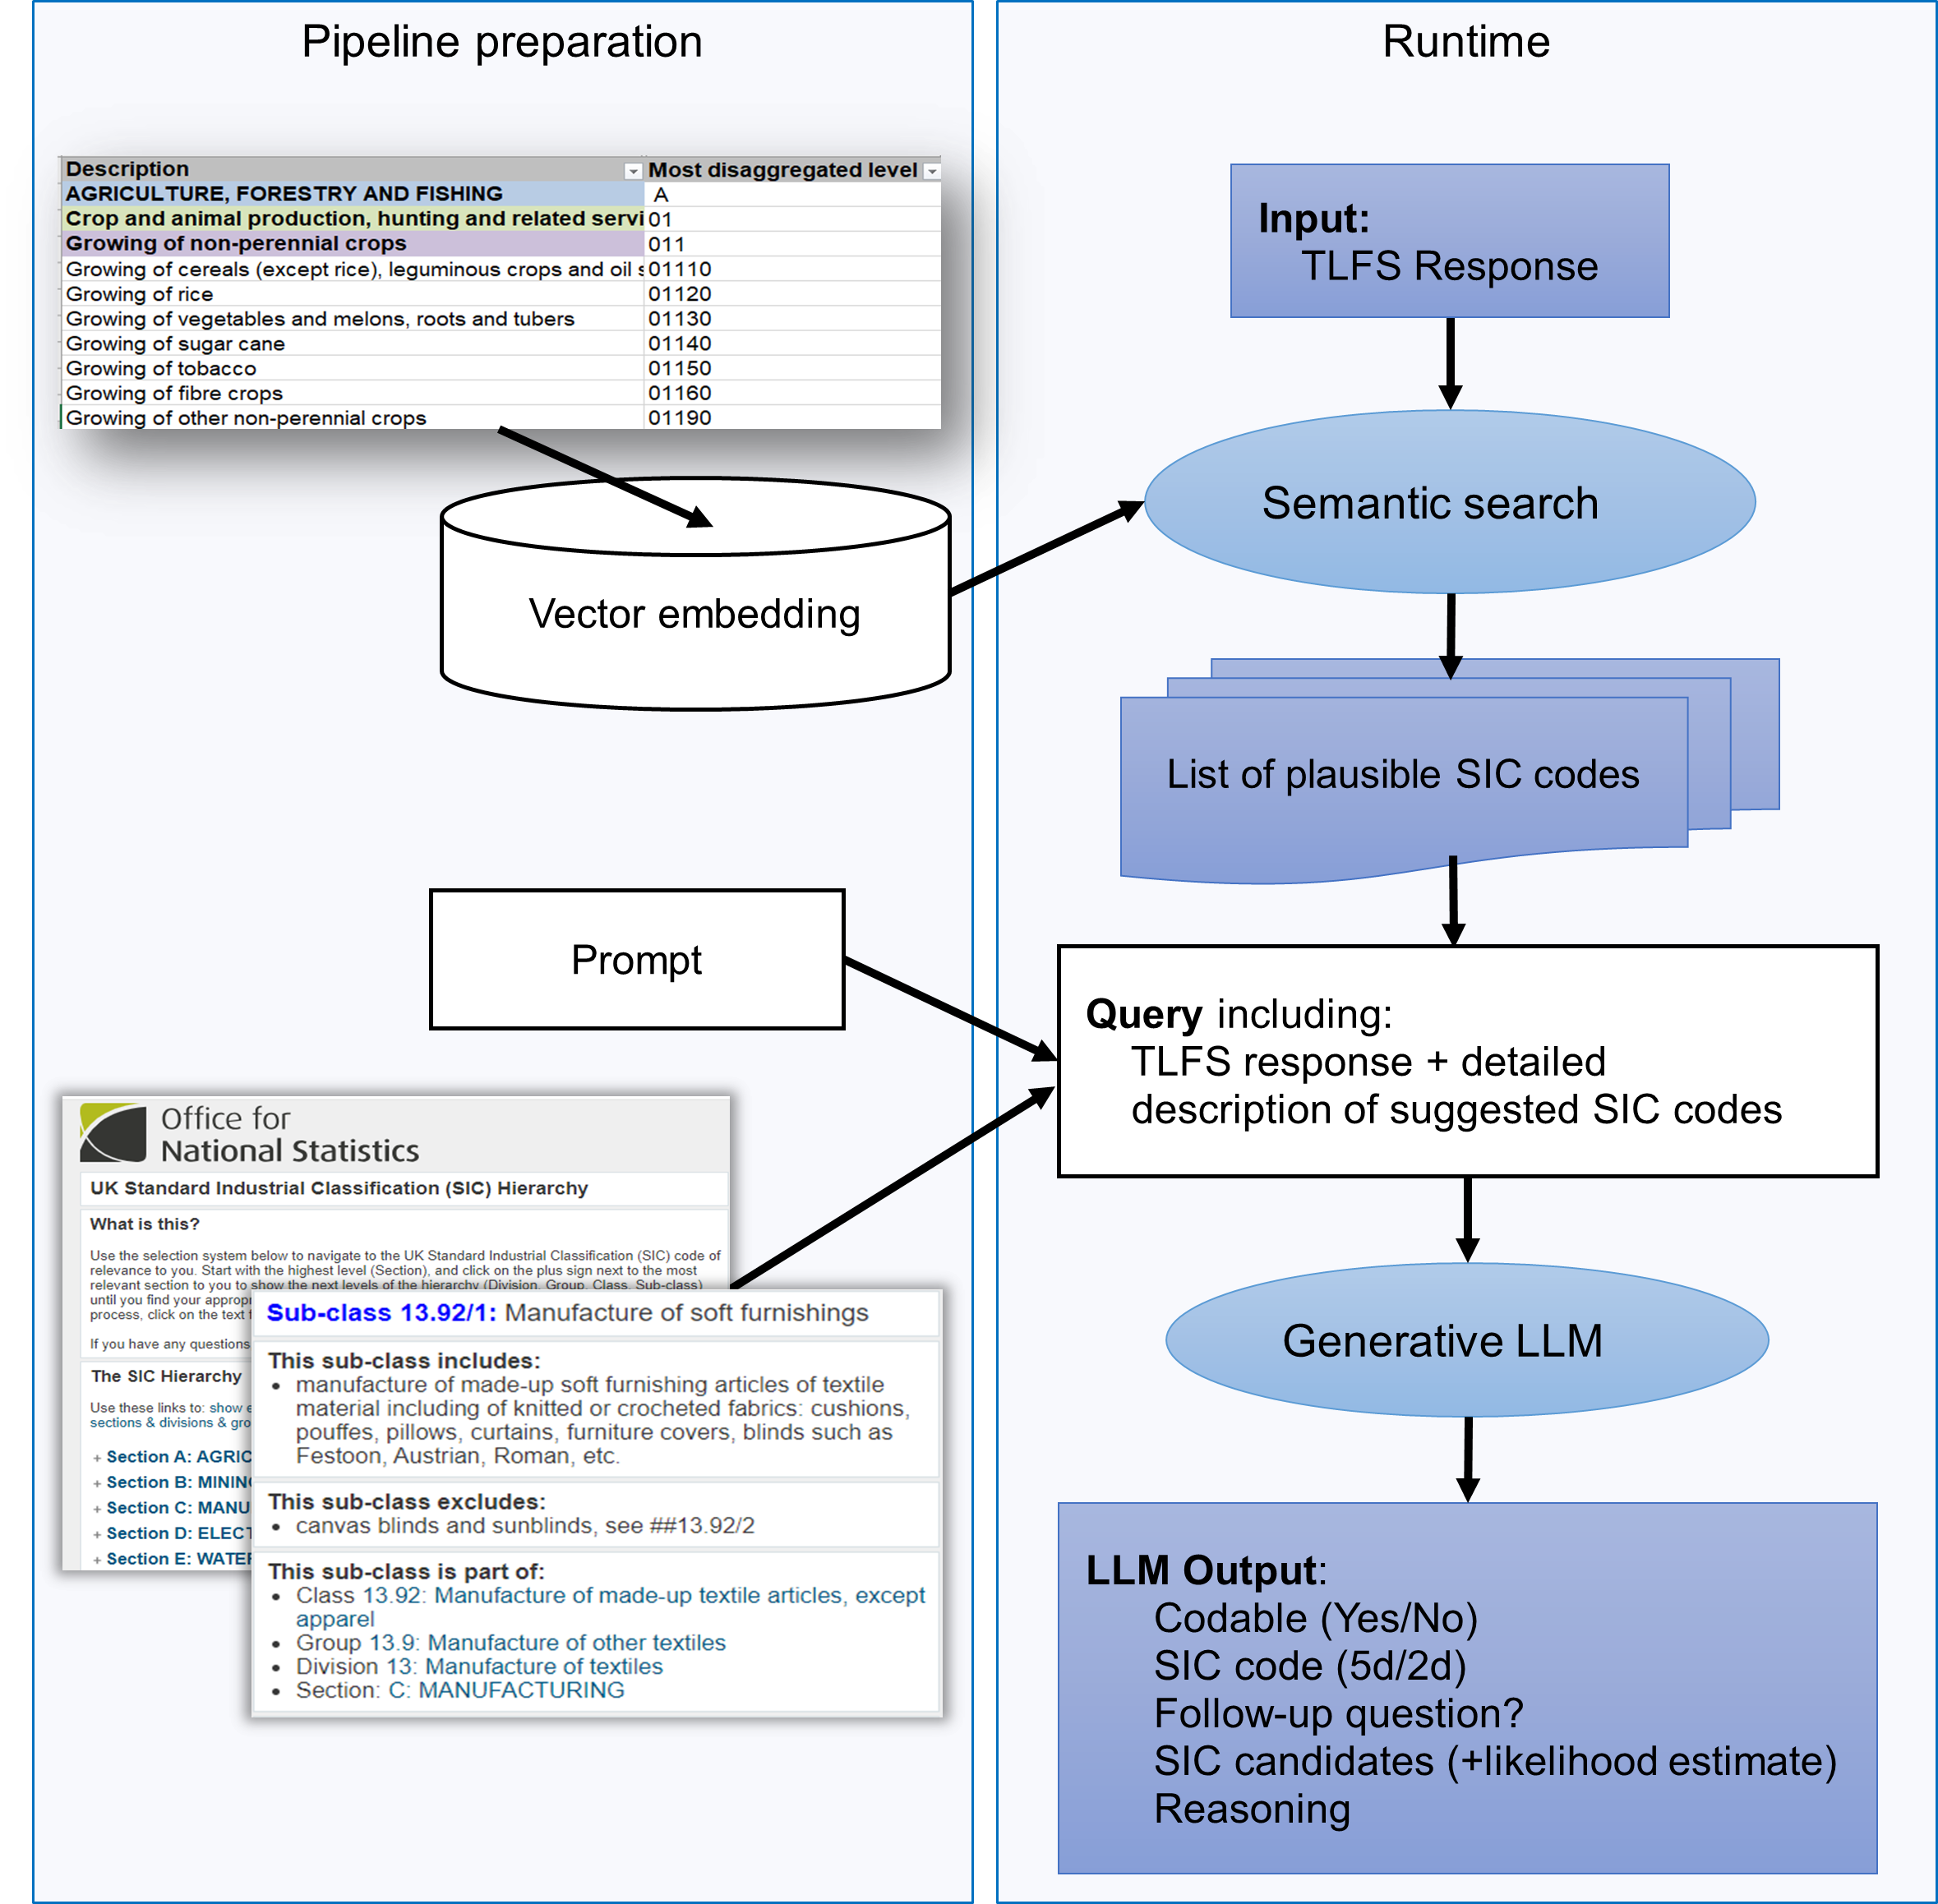 Pipeline preparation
Description Most disaggregated level
AGRICULTURE, FORESTRY AND FISHING A
Crop and animal production, hunting and related servi 01
Growing of non-perennial crops 011
Growing of cereals (except rice), leguminous crops and oil s 01110
Growing of rice 01120
Growing of vegetables and melons, roots and tubers 01130
Growing of sugar cane 01140
Growing of tobacco 01150
Growing of fibre crops 01160
Growing of other non-perennial crops 01190
Vector embedding
Prompt
Office for
National Statistics
UK Standard Industrial Classification (SIC) Hierarchy
What is this?
Use the selection system below to navigate to the UK Standard Industrial Classification (SIC) code of
relevance to you. Start with the highest level (Section), and click on the plus sign next to the most
relevant section to you to show the next levels of the hierarchy (Division, Group, Class, Sub-class)
until you find your appropr
process, click on the text f
If you have any questions
The SIC Hierarchy
Use these links to: show e
sections & divisions & gro
+ Section A: AGRIC
+ Section B: MINING
+ Section C: MANU
+ Section D: ELECT
+ Section E: WATER
Sub-class 13.92/1: Manufacture of soft furnishings
This sub-class includes:
• manufacture of made-up soft furnishing articles of textile
material including of knitted or crocheted fabrics: cushions,
pouffes, pillows, curtains, furniture covers, blinds such as
Festoon, Austrian, Roman, etc.
This sub-class excludes:
• canvas blinds and sunblinds, see ##13.92/2
This sub-class is part of:
• Class 13.92: Manufacture of made-up textile articles, except
apparel
• Group 13.9: Manufacture of other textiles
• Division 13: Manufacture of textiles
• Section: C: MANUFACTURING
Runtime
Input:
TLFS Response
Semantic search
List of plausible SIC codes
Query including:
TLFS response + detailed
description of suggested SIC codes
Generative LLM
LLM Output:
Codable (Yes/No)
SIC code (5d/2d)
Follow-up question?
SIC candidates (+likelihood estimate)
Reasoning